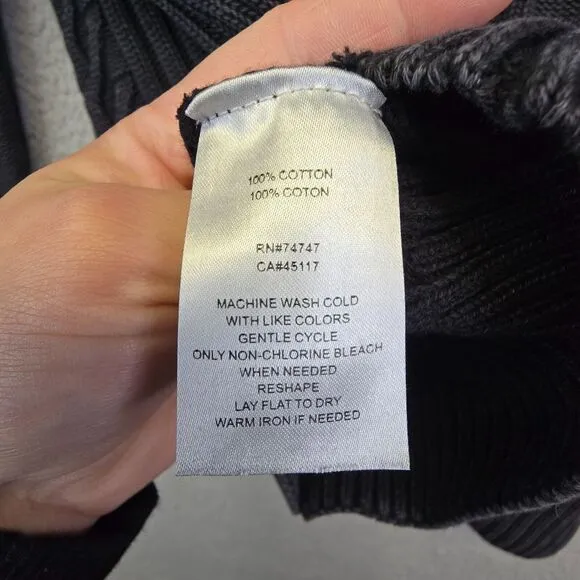 100% COTTON
100% COTON
RN#74747
CA#45117
MACHINE WASH COLD
WITH LIKE COLORS
GENTLE CYCLE
ONLY NON-CHLORINE BLEACH
WHEN NEEDED
RESHAPE
LAY FLAT TO DRY
WARM IRON IF NEEDED